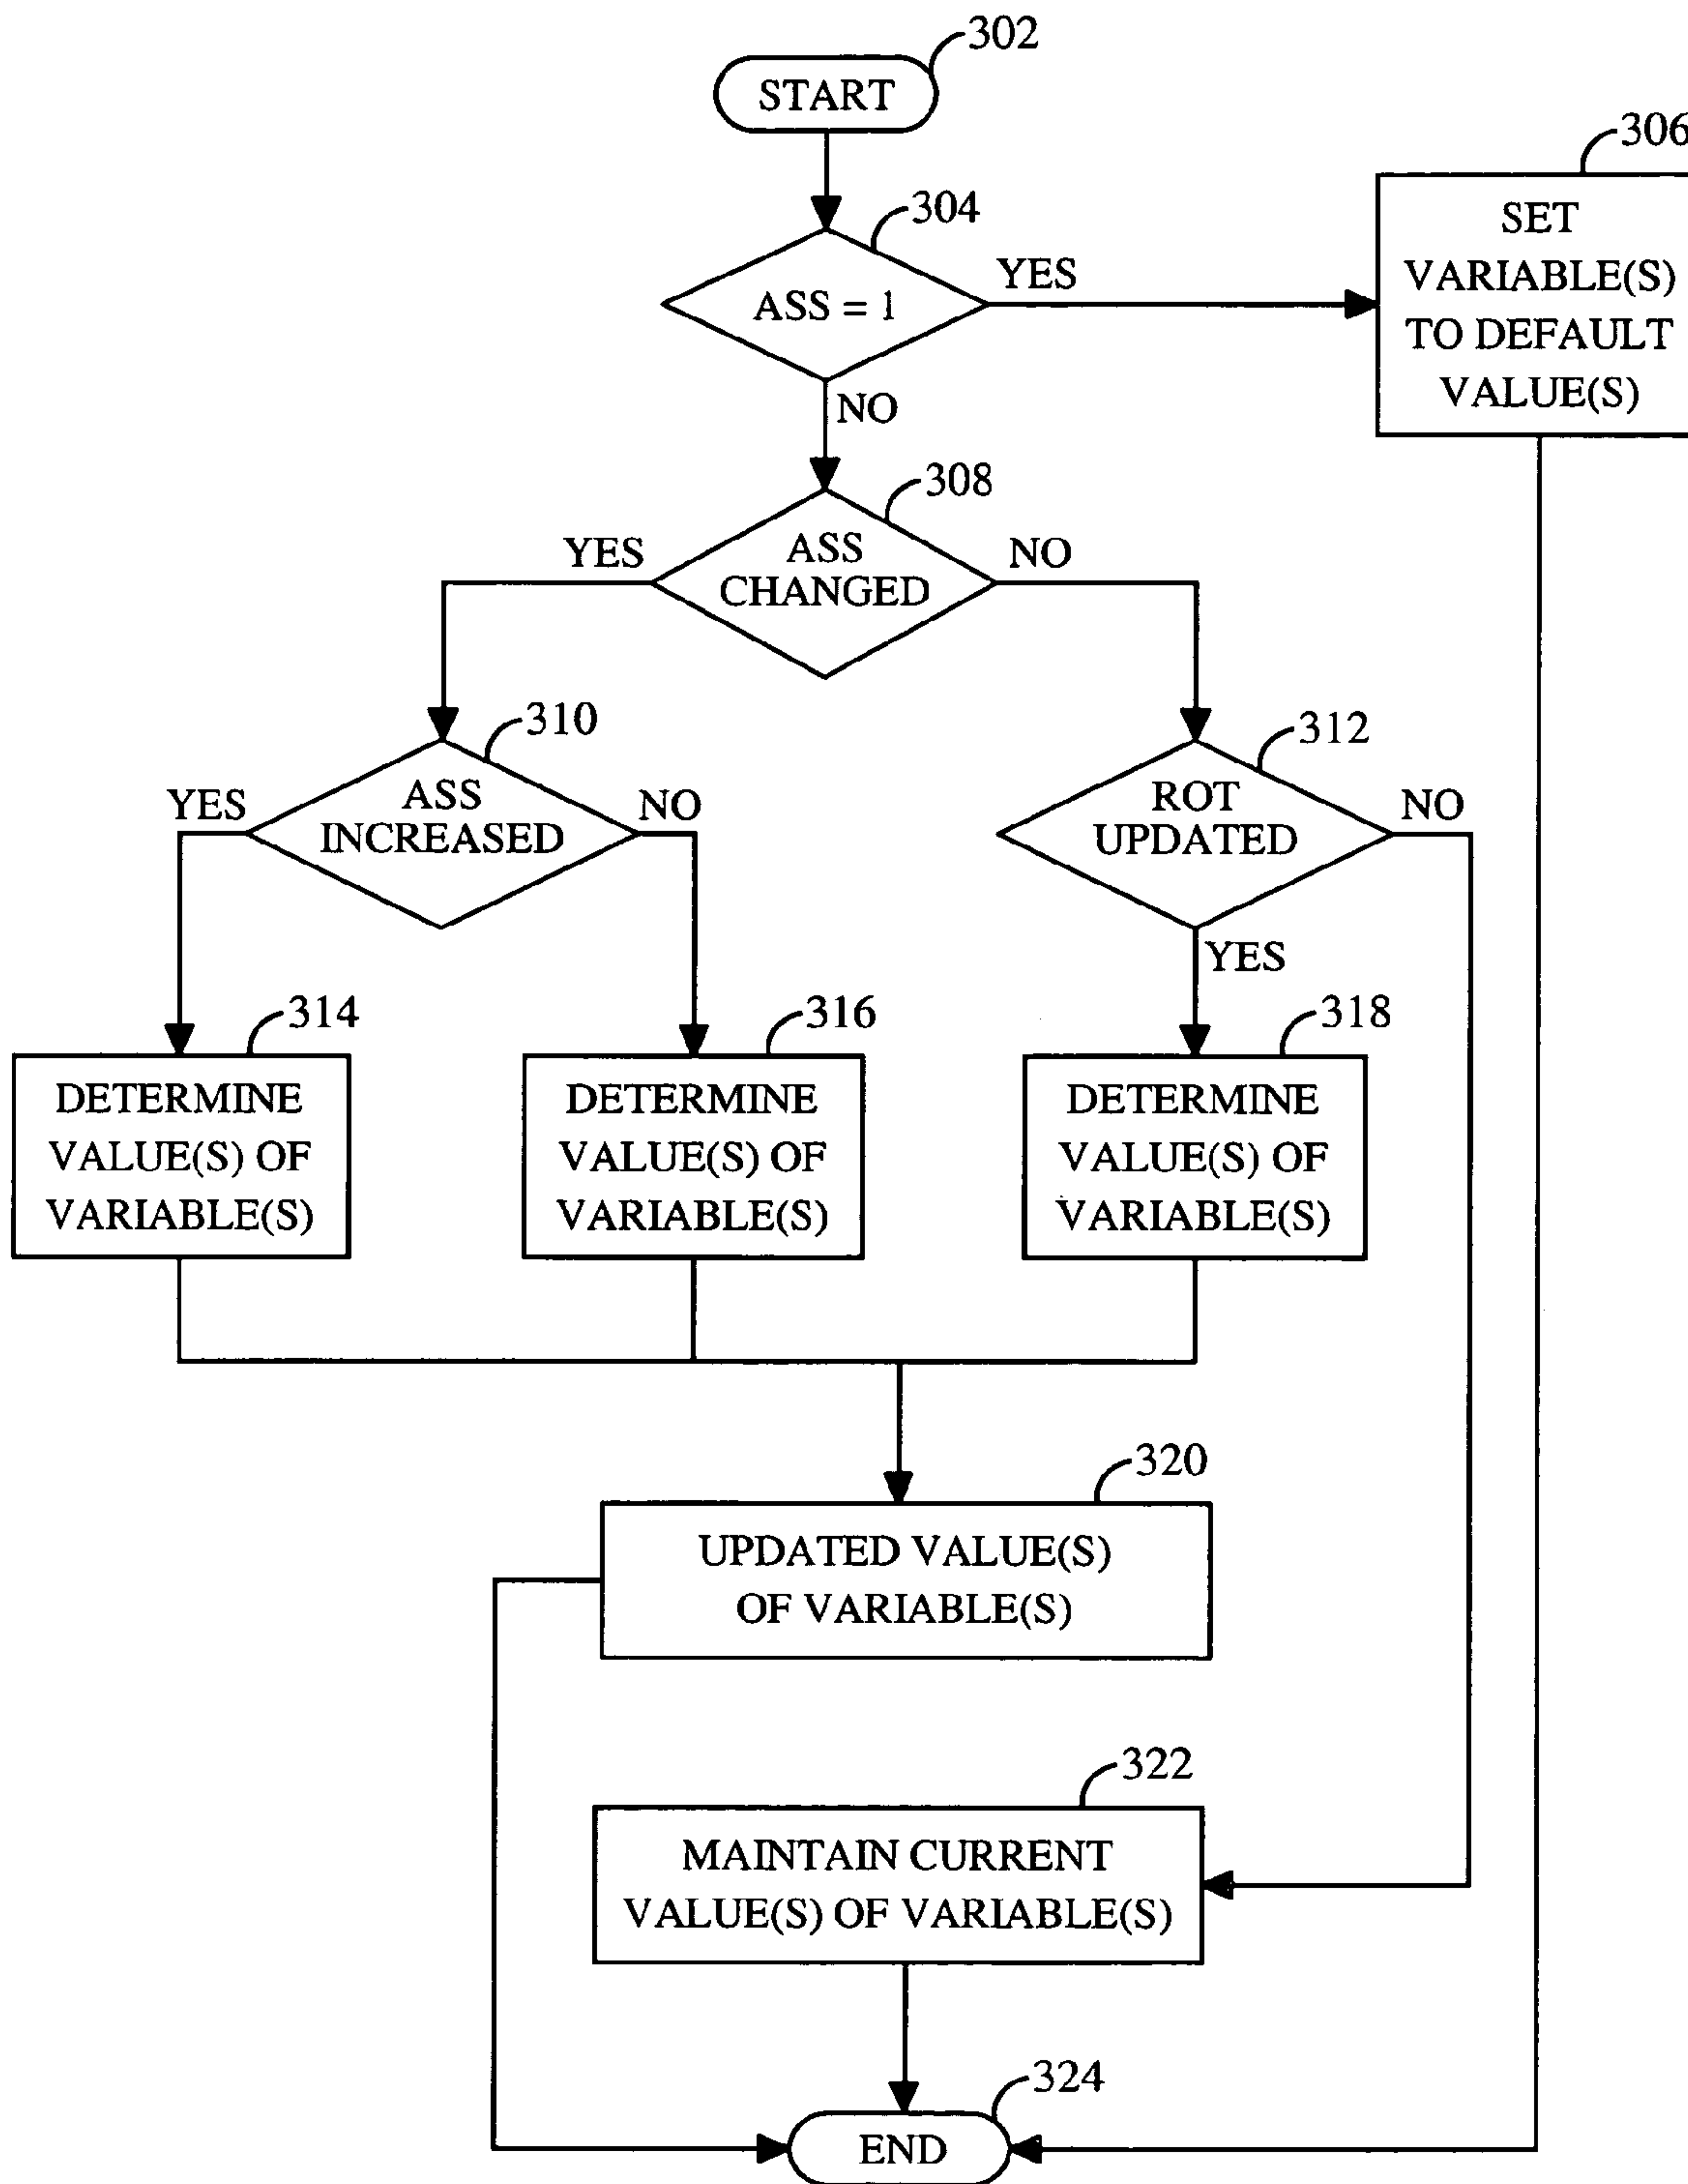 302
START
306
304
SET
VARIABLE(S)
TO DEFAULT
VALUE(S)
YES
ASS = 1
NO
308
YES
ASS
CHANGED
NO
310
312
YES
ASS
INCREASED
NO
ROT
UPDATED
NO
YES
314
316
318
DETERMINE
VALUE(S) OF
VARIABLE(S)
DETERMINE
VALUE(S) OF
VARIABLE(S)
DETERMINE
VALUE(S) OF
VARIABLE(S)
320
UPDATED VALUE(S)
OF VARIABLE(S)
322
MAINTAIN CURRENT
VALUE(S) OF VARIABLE(S)
324
END